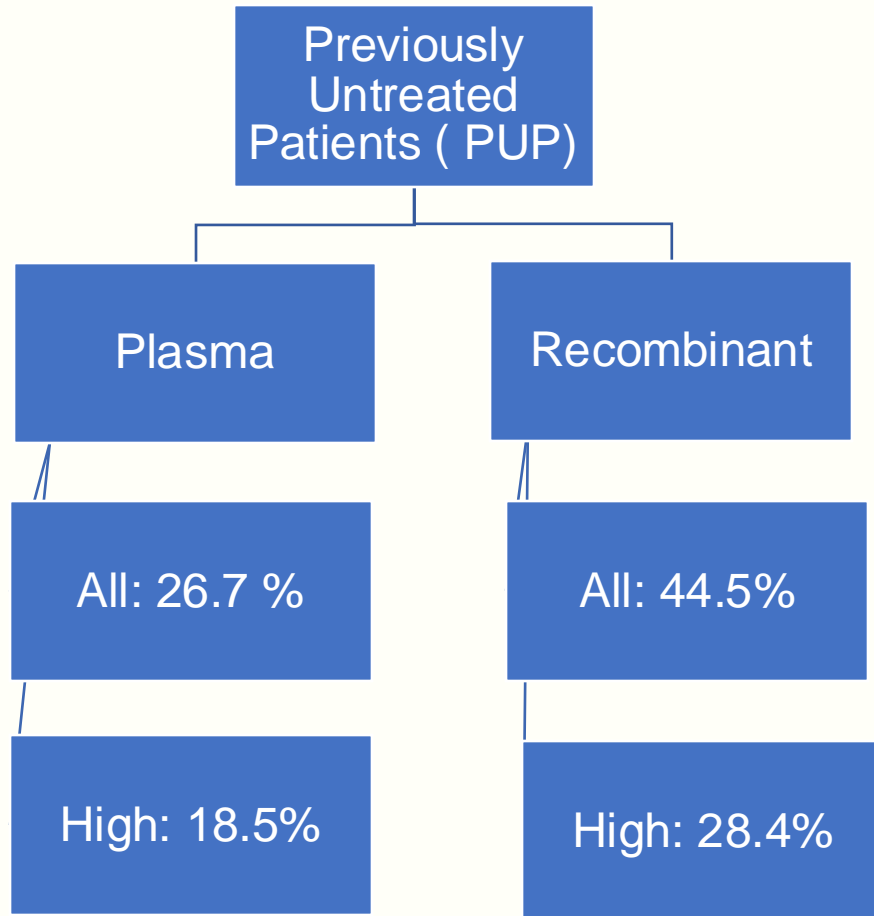 Previously
Untreated
Patients ( PUP)
Plasma
Recombinant
All: 26.7 %
All: 44.5%
High: 18.5%
High: 28.4%